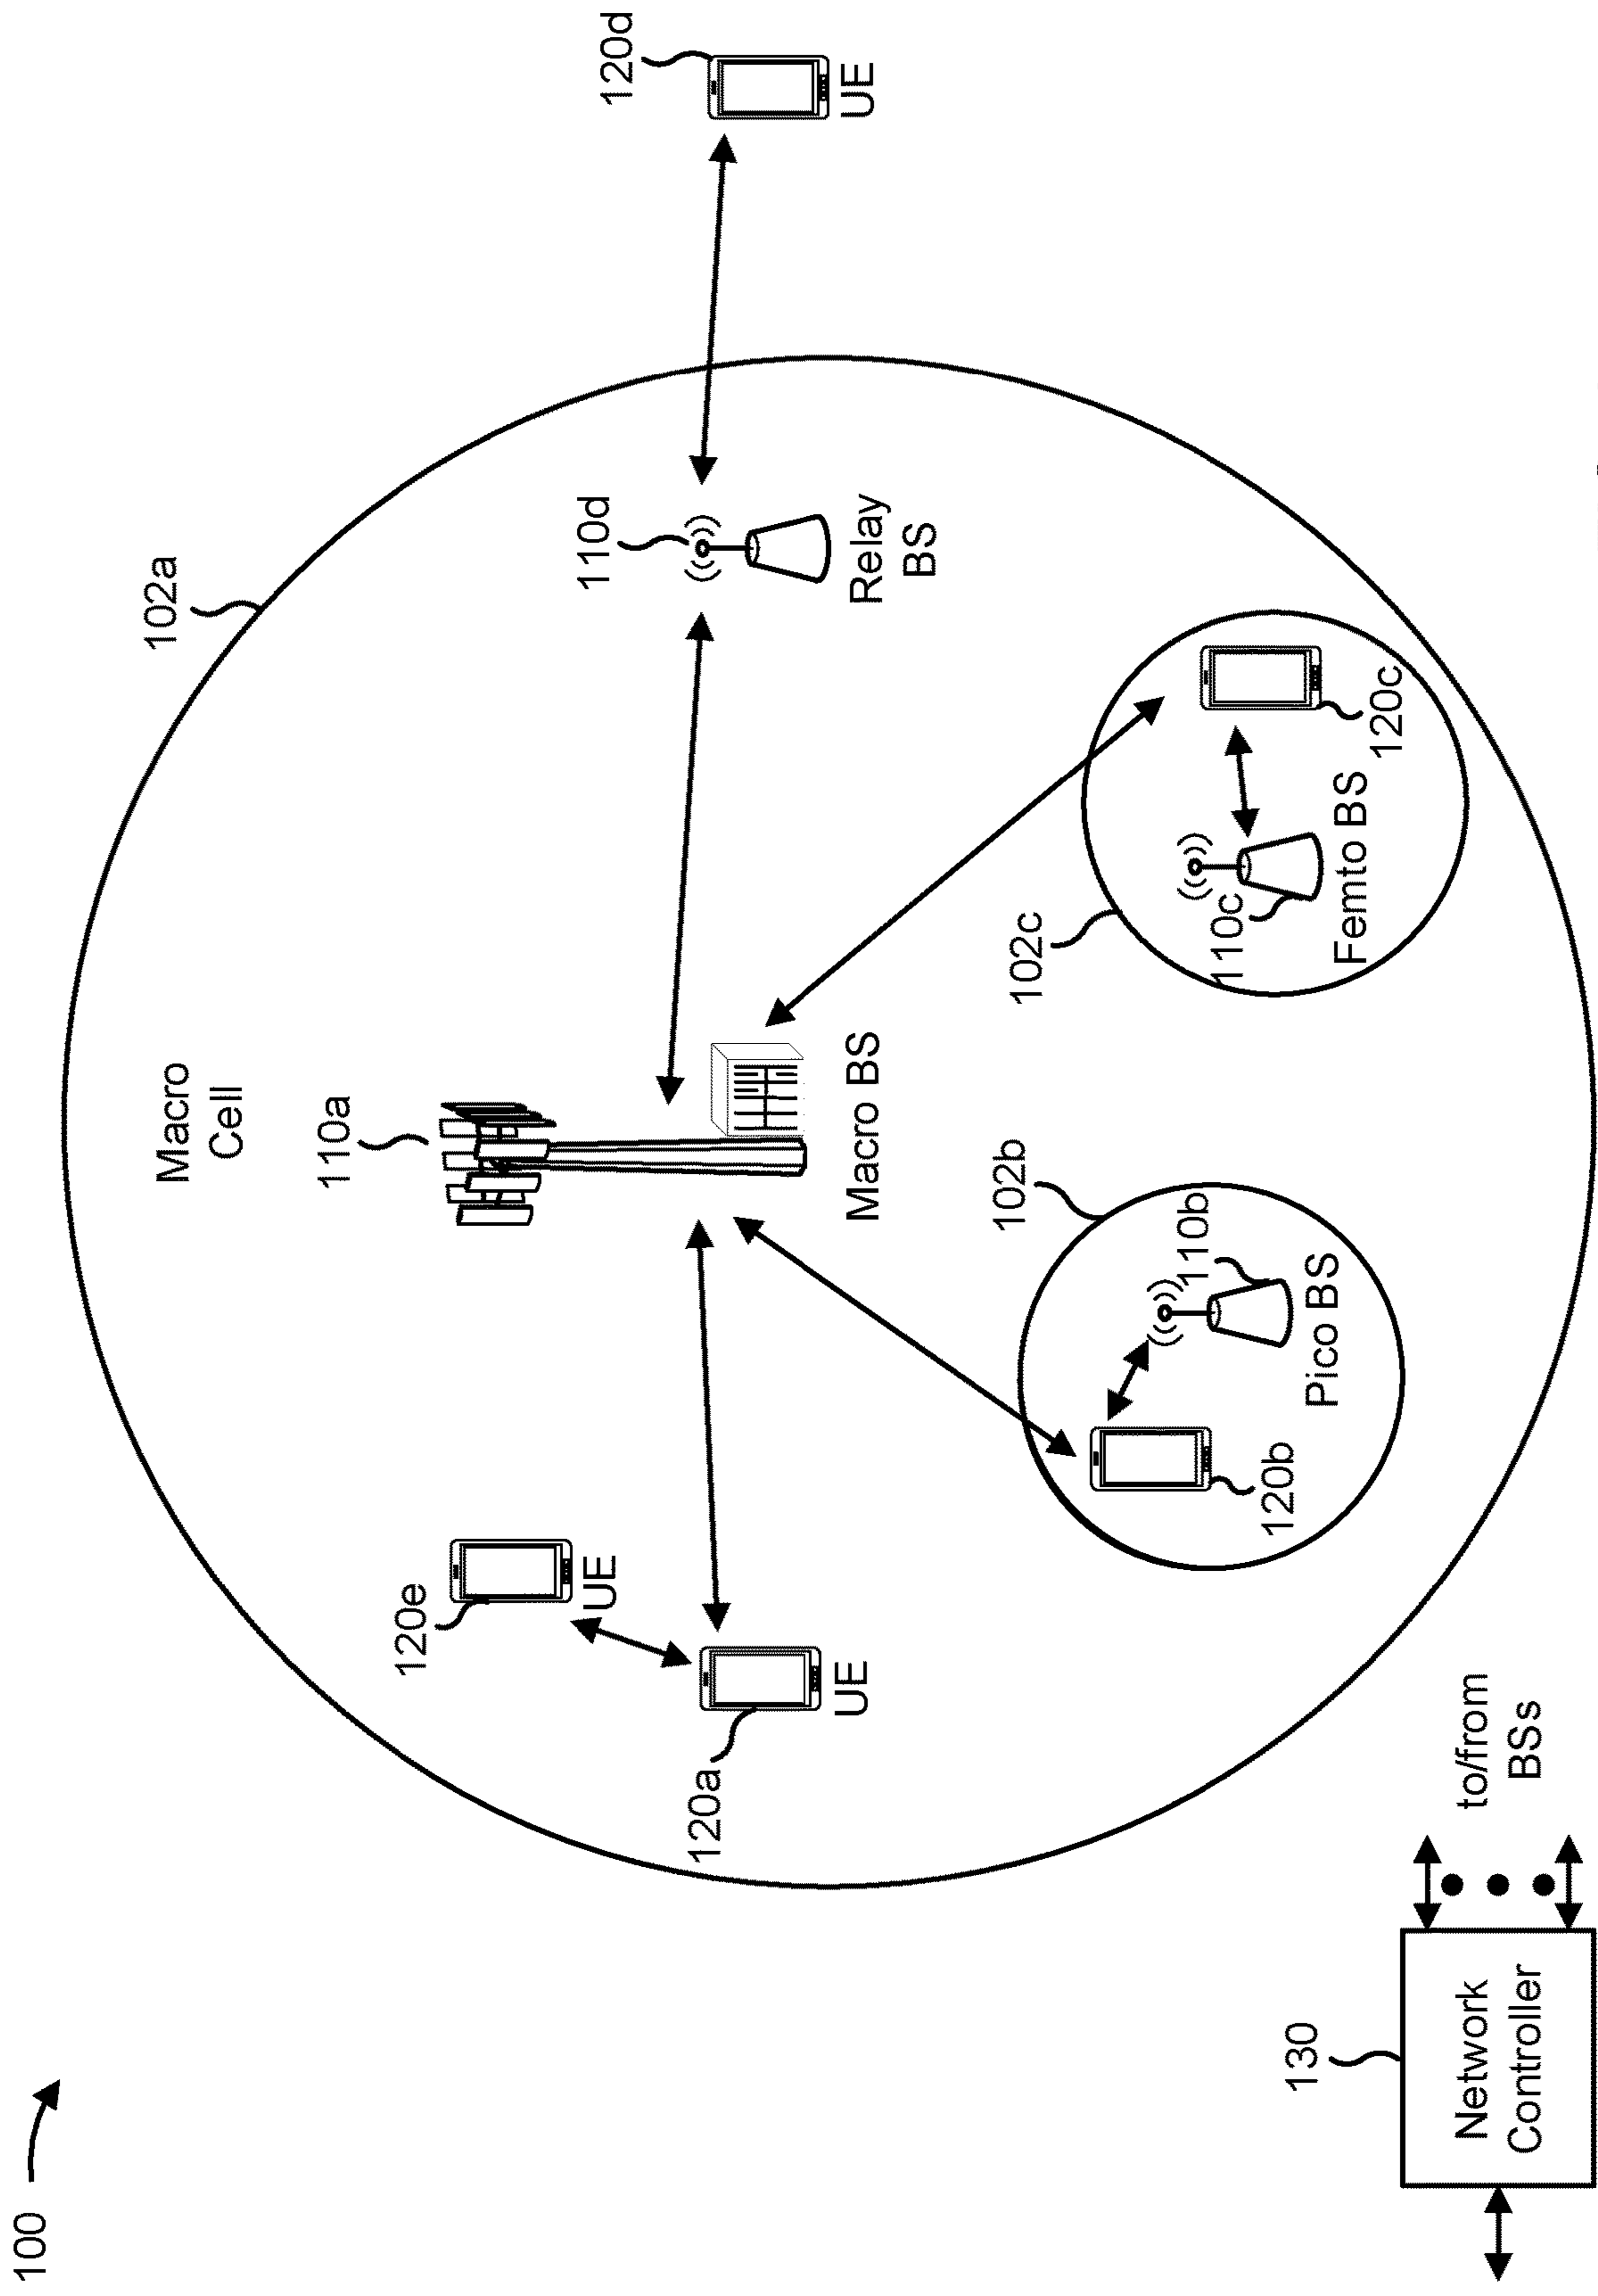 100
102a
Macro
Cell
110a
120d
UE
110d
Relay
BS
120e
UE
120a
UE
Macro BS
102b
110b
Pico BS
120b
102c
110c
Femto BS
120c
130
Network
Controller
to/from
BSs